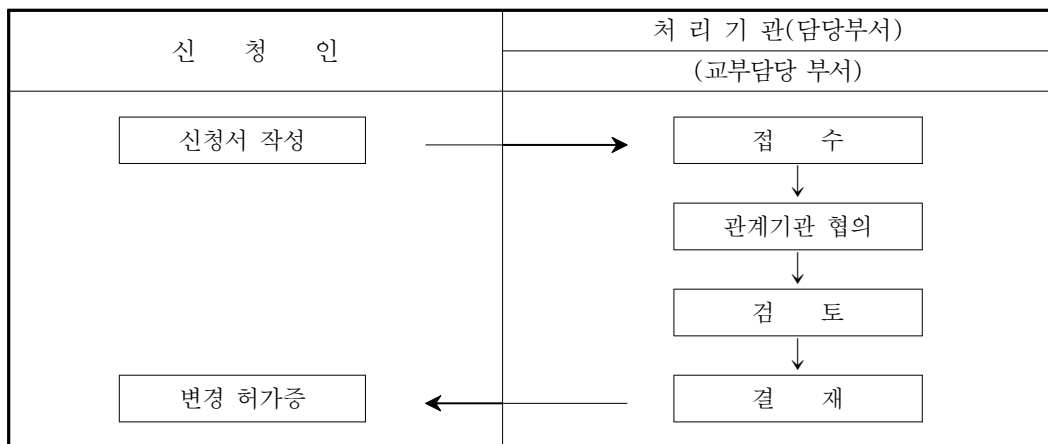 신 청 인
처 리 기 관(담당부서)
(교부담당 부서)
신청서 작성
접 수
관계기관 협의
검 토
변경 허가증
결 재